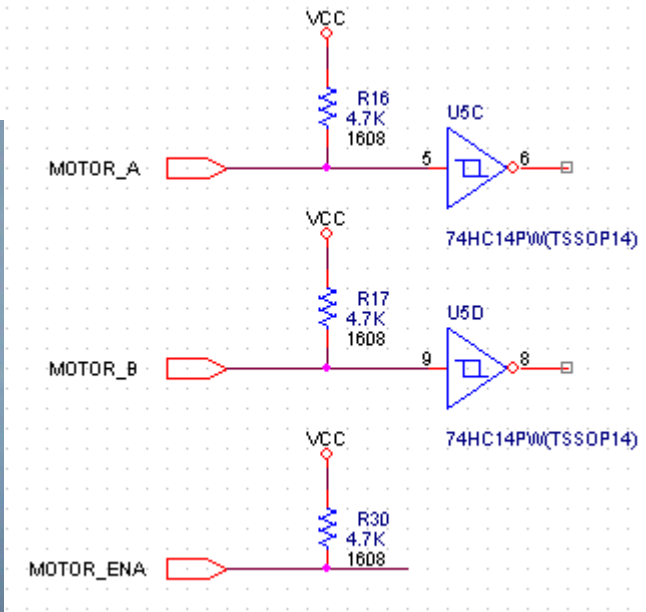 VCC
R16
4.7K
1608
U5C
MOTOR_A
5
6
74HC14PW(TSSOP14)
VCC
R17
4.7K
1608
U5D
MOTOR_B
9
8
74HC14PW(TSSOP14)
VCC
R30
4.7K
1608
MOTOR_ENA